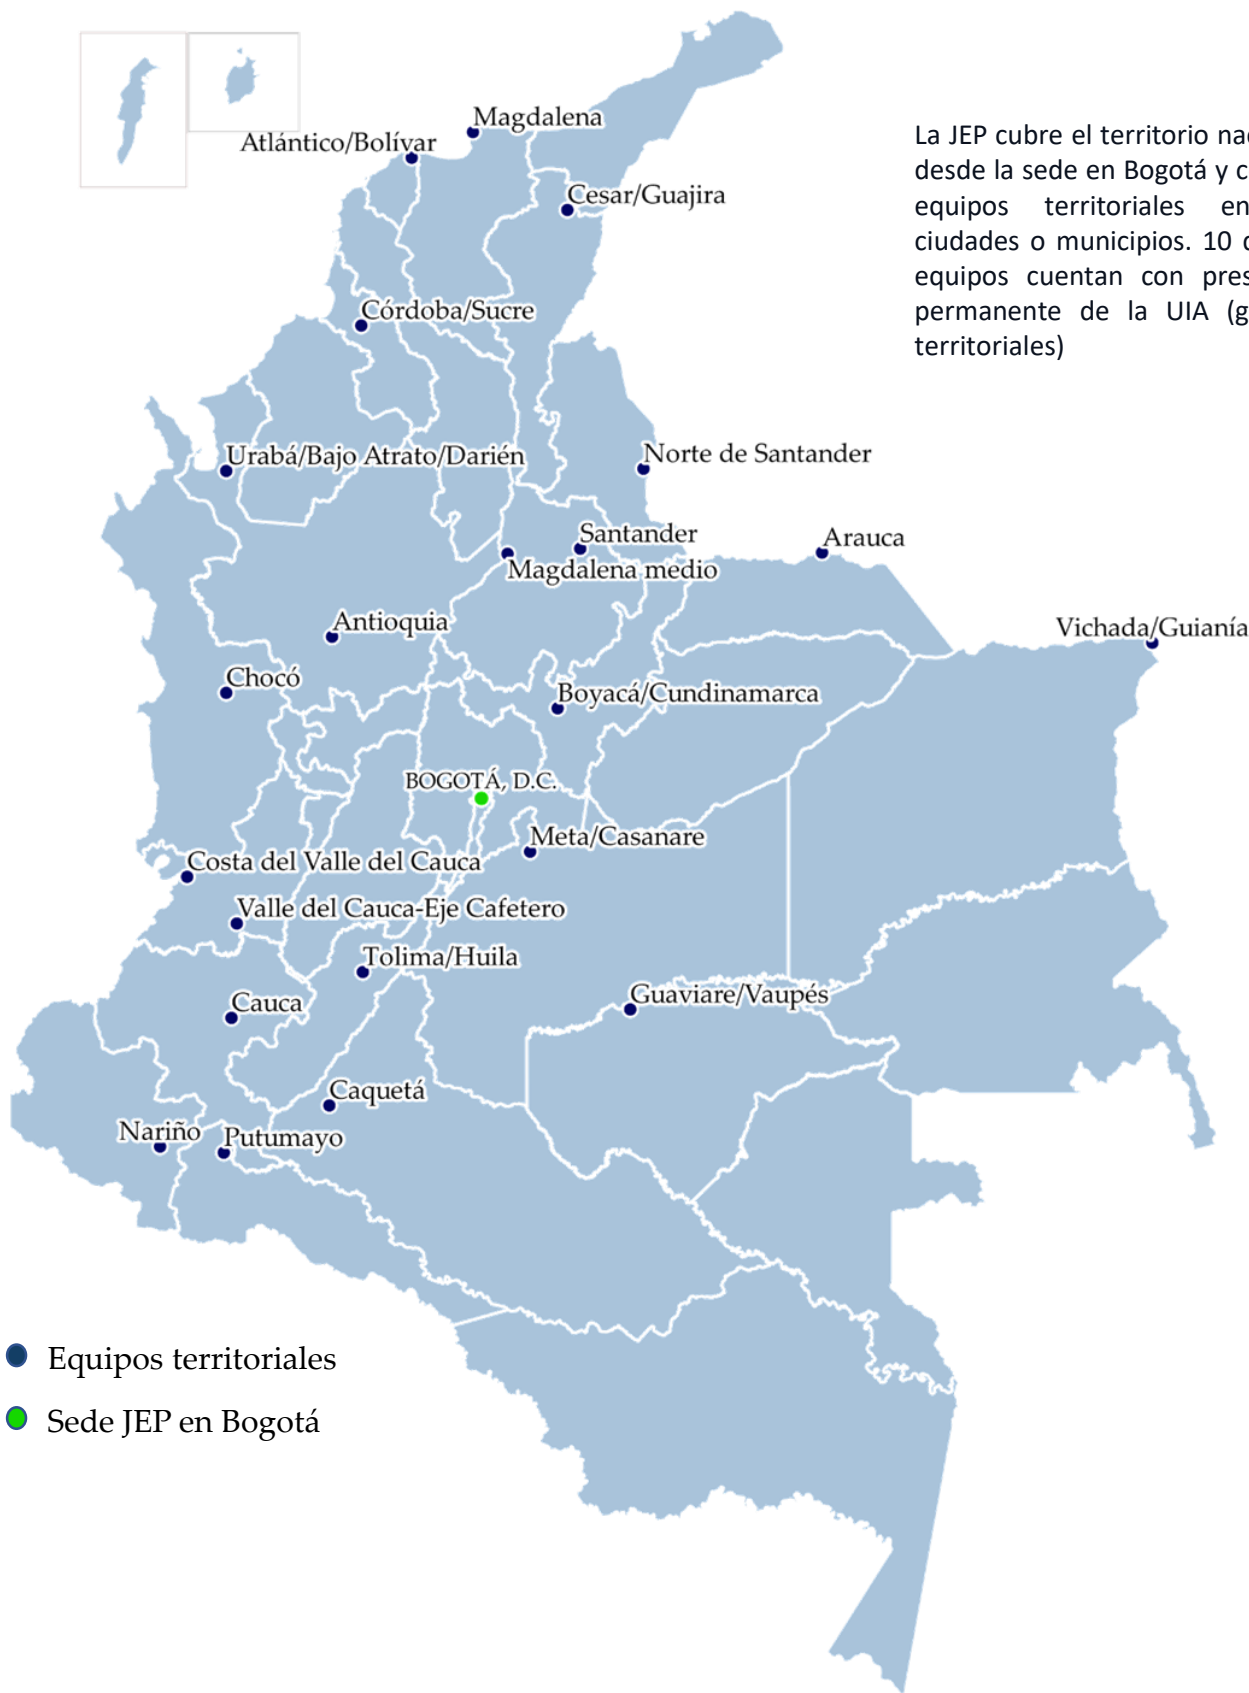 Magdalena
Atlántico/Bolívar
Cesar/Guajira
La JEP cubre el territorio
desde la sede en Bogotá y
equipos territoriales en
ciudades o municipios. 10
equipos cuentan con
permanente de la UIA
territoriales)
Córdoba/Sucre
Urabá/Bajo Atrato/Darién
Norte de Santander
Santander
Arauca
Magdalena medio
Antioquia
Vichada/Guianía
Chocó
Boyacá/Cundinamarca
BOGOTÁ, D.C.
Meta/Casanare
Costa del Valle del Cauca
Valle del Cauca-Eje Cafetero
Tolima/Huila
Guaviare/Vaupés
Cauca
Caquetá
Nariño
Putumayo
Equipos territoriales
Sede JEP en Bogotá